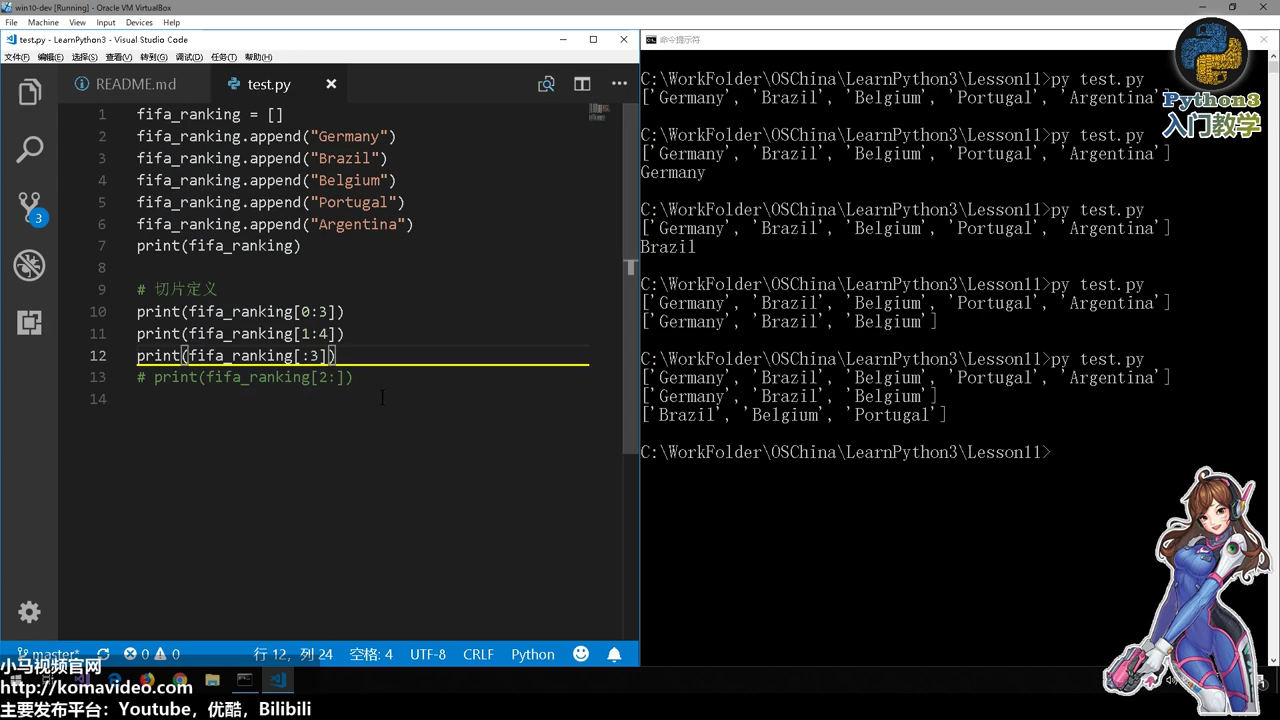 win10-dev [Running] - Oracle VM VirtualBox
File Machine View Input Devices Help
test.py - LearnPython3 - Visual Studio Code
文件(F) 编辑(E) 选择(S) 查看(V) 转到(G) 调试(D) 任务(T) 帮助(H)
README.md test.py
1 fifa_ranking = []
2 fifa_ranking.append("Germany")
3 fifa_ranking.append("Brazil")
4 fifa_ranking.append("Belgium")
5 fifa_ranking.append("Portugal")
6 fifa_ranking.append("Argentina")
7 print(fifa_ranking)
8
9 # 切片定义
10 print(fifa_ranking[0:3])
11 print(fifa_ranking[1:4])
12 print(fifa_ranking[:3])
13 # print(fifa_ranking[2:])
14
3
master* 0 0 行 12，列 24 空格: 4 UTF-8 CRLF Python
命令提示符
C:\WorkFolder\OSChina\LearnPython3\Lesson11>py test.py
['Germany', 'Brazil', 'Belgium', 'Portugal', 'Argentina']
C:\WorkFolder\OSChina\LearnPython3\Lesson11>py test.py
['Germany', 'Brazil', 'Belgium', 'Portugal', 'Argentina']
Germany
C:\WorkFolder\OSChina\LearnPython3\Lesson11>py test.py
['Germany', 'Brazil', 'Belgium', 'Portugal', 'Argentina']
Brazil
C:\WorkFolder\OSChina\LearnPython3\Lesson11>py test.py
['Germany', 'Brazil', 'Belgium', 'Portugal', 'Argentina']
['Germany', 'Brazil', 'Belgium']
C:\WorkFolder\OSChina\LearnPython3\Lesson11>py test.py
['Germany', 'Brazil', 'Belgium', 'Portugal', 'Argentina']
['Germany', 'Brazil', 'Belgium']
['Brazil', 'Belgium', 'Portugal']
C:\WorkFolder\OSChina\LearnPython3\Lesson11>
Python3
入门教学
小马视频官网
http://komavideo.com
主要发布平台：Youtube，优酷，Bilibili